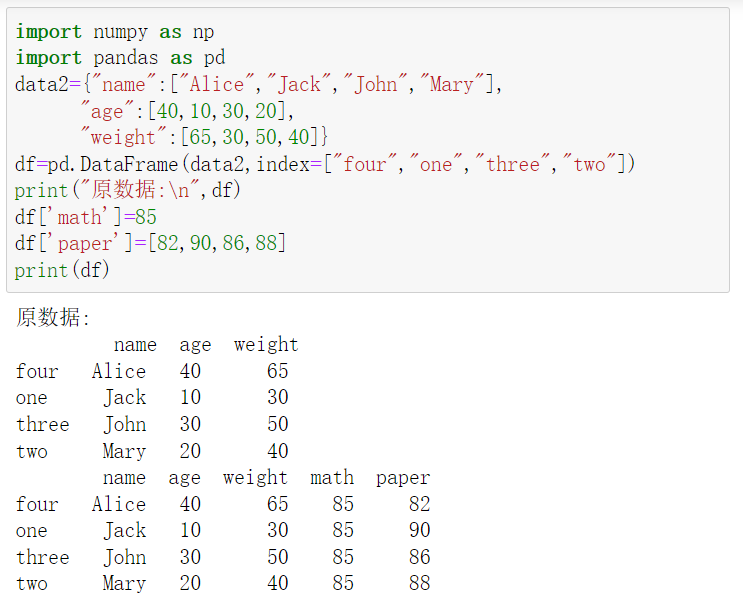 import numpy as np
import pandas as pd
data2={"name":["Alice","Jack","John","Mary"],
      "age":[40,10,30,20],
      "weight":[65,30,50,40]}
df=pd.DataFrame(data2,index=["four","one","three","two"])
print("原数据:\n",df)
df['math']=85
df['paper']=[82,90,86,88]
print(df)
原数据:
         name  age  weight
four   Alice   40      65
one     Jack   10      30
three   John   30      50
two     Mary   20      40
        name  age  weight  math  paper
four   Alice   40      65    85     82
one     Jack   10      30    85     90
three   John   30      50    85     86
two     Mary   20      40    85     88